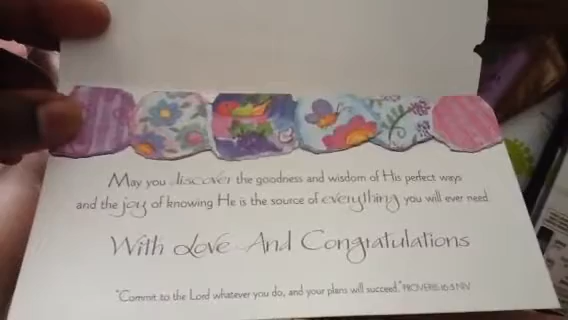 May you discover the goodness and wisdom of His perfect ways
and the joy of knowing He is the source of everything you will ever need.
With Love And Congratulations
"Commit to the Lord whatever you do, and your plans will succeed." PROVERBS 16:3 NIV